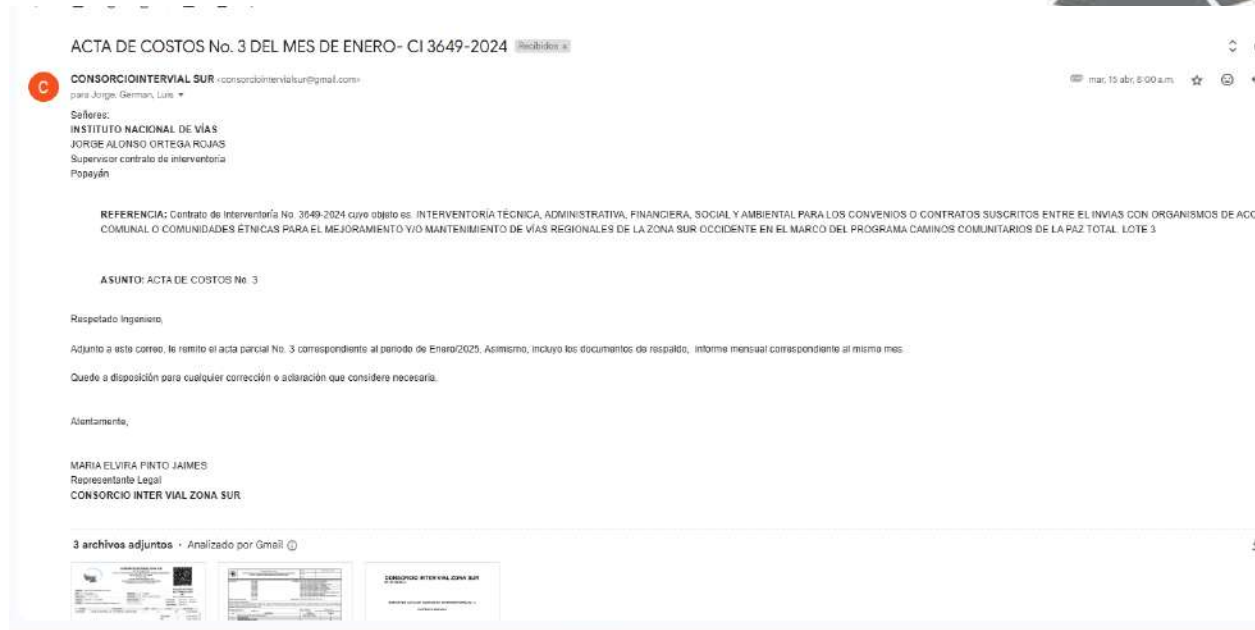 ACTA DE COSTOS No. 3 DEL MES DE ENERO- CI 3649-2024 Recibidos x
C
CONSORCIOINTERVIAL SUR <consorciointervialsur@gmail.com>
mar, 15 abr, 8:00 a.m.
para Jorge, German, Luis
Señores:
INSTITUTO NACIONAL DE VÍAS
JORGE ALONSO ORTEGA ROJAS
Supervisor contrato de interventoría
Popayán
REFERENCIA: Contrato de Interventoría No. 3649-2024 cuyo objeto es. INTERVENTORÍA TÉCNICA, ADMINISTRATIVA, FINANCIERA, SOCIAL Y AMBIENTAL PARA LOS CONVENIOS O CONTRATOS SUSCRITOS ENTRE EL INVIAS CON ORGANISMOS DE ACC
COMUNAL O COMUNIDADES ÉTNICAS PARA EL MEJORAMIENTO Y/O MANTENIMIENTO DE VÍAS REGIONALES DE LA ZONA SUR OCCIDENTE EN EL MARCO DEL PROGRAMA CAMINOS COMUNITARIOS DE LA PAZ TOTAL. LOTE 3
ASUNTO: ACTA DE COSTOS No. 3
Respetado Ingeniero,
Adjunto a este correo, le remito el acta parcial No. 3 correspondiente al periodo de Enero/2025, Asimismo, incluyo los documentos de respaldo, informe mensual correspondiente al mismo mes.
Quedo a disposición para cualquier corrección o aclaración que considere necesaria.
Atentamente,
MARIA ELVIRA PINTO JAIMES
Representante Legal
CONSORCIO INTER VIAL ZONA SUR
3 archivos adjuntos · Analizado por Gmail
CONSORCIO INTER VIAL ZONA SUR